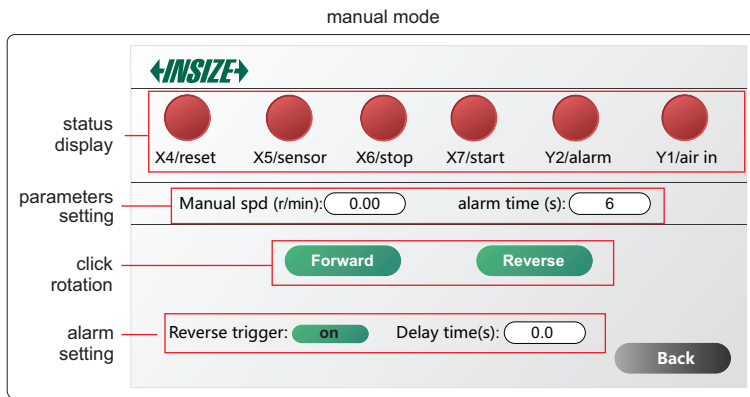 manual mode
INSIZE
status
display
X4/reset X5/sensor X6/stop X7/start Y2/alarm Y1/air in
parameters
setting
Manual spd (r/min): 0.00 alarm time (s): 6
click
rotation
Forward Reverse
alarm
setting
Reverse trigger: on Delay time(s): 0.0
Back